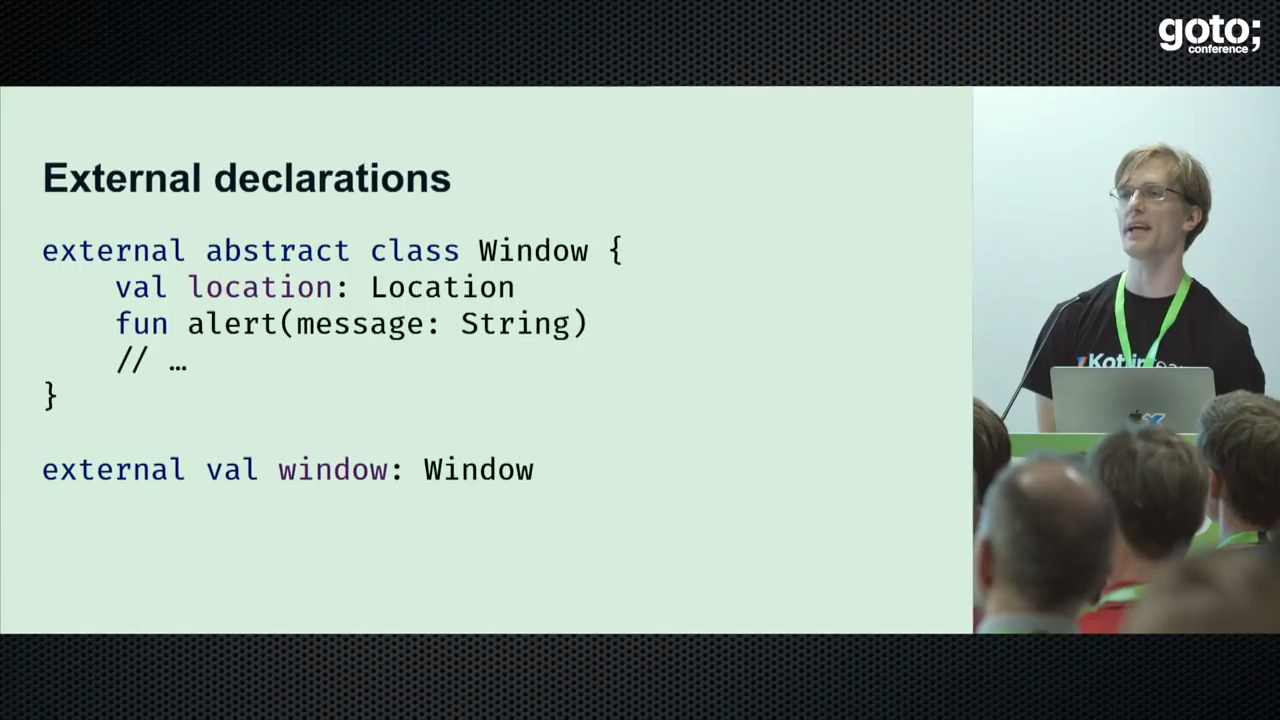 goto;
conference
External declarations
external abstract class Window {
val location: Location
fun alert(message: String)
// …
}
external val window: Window
Kotlin